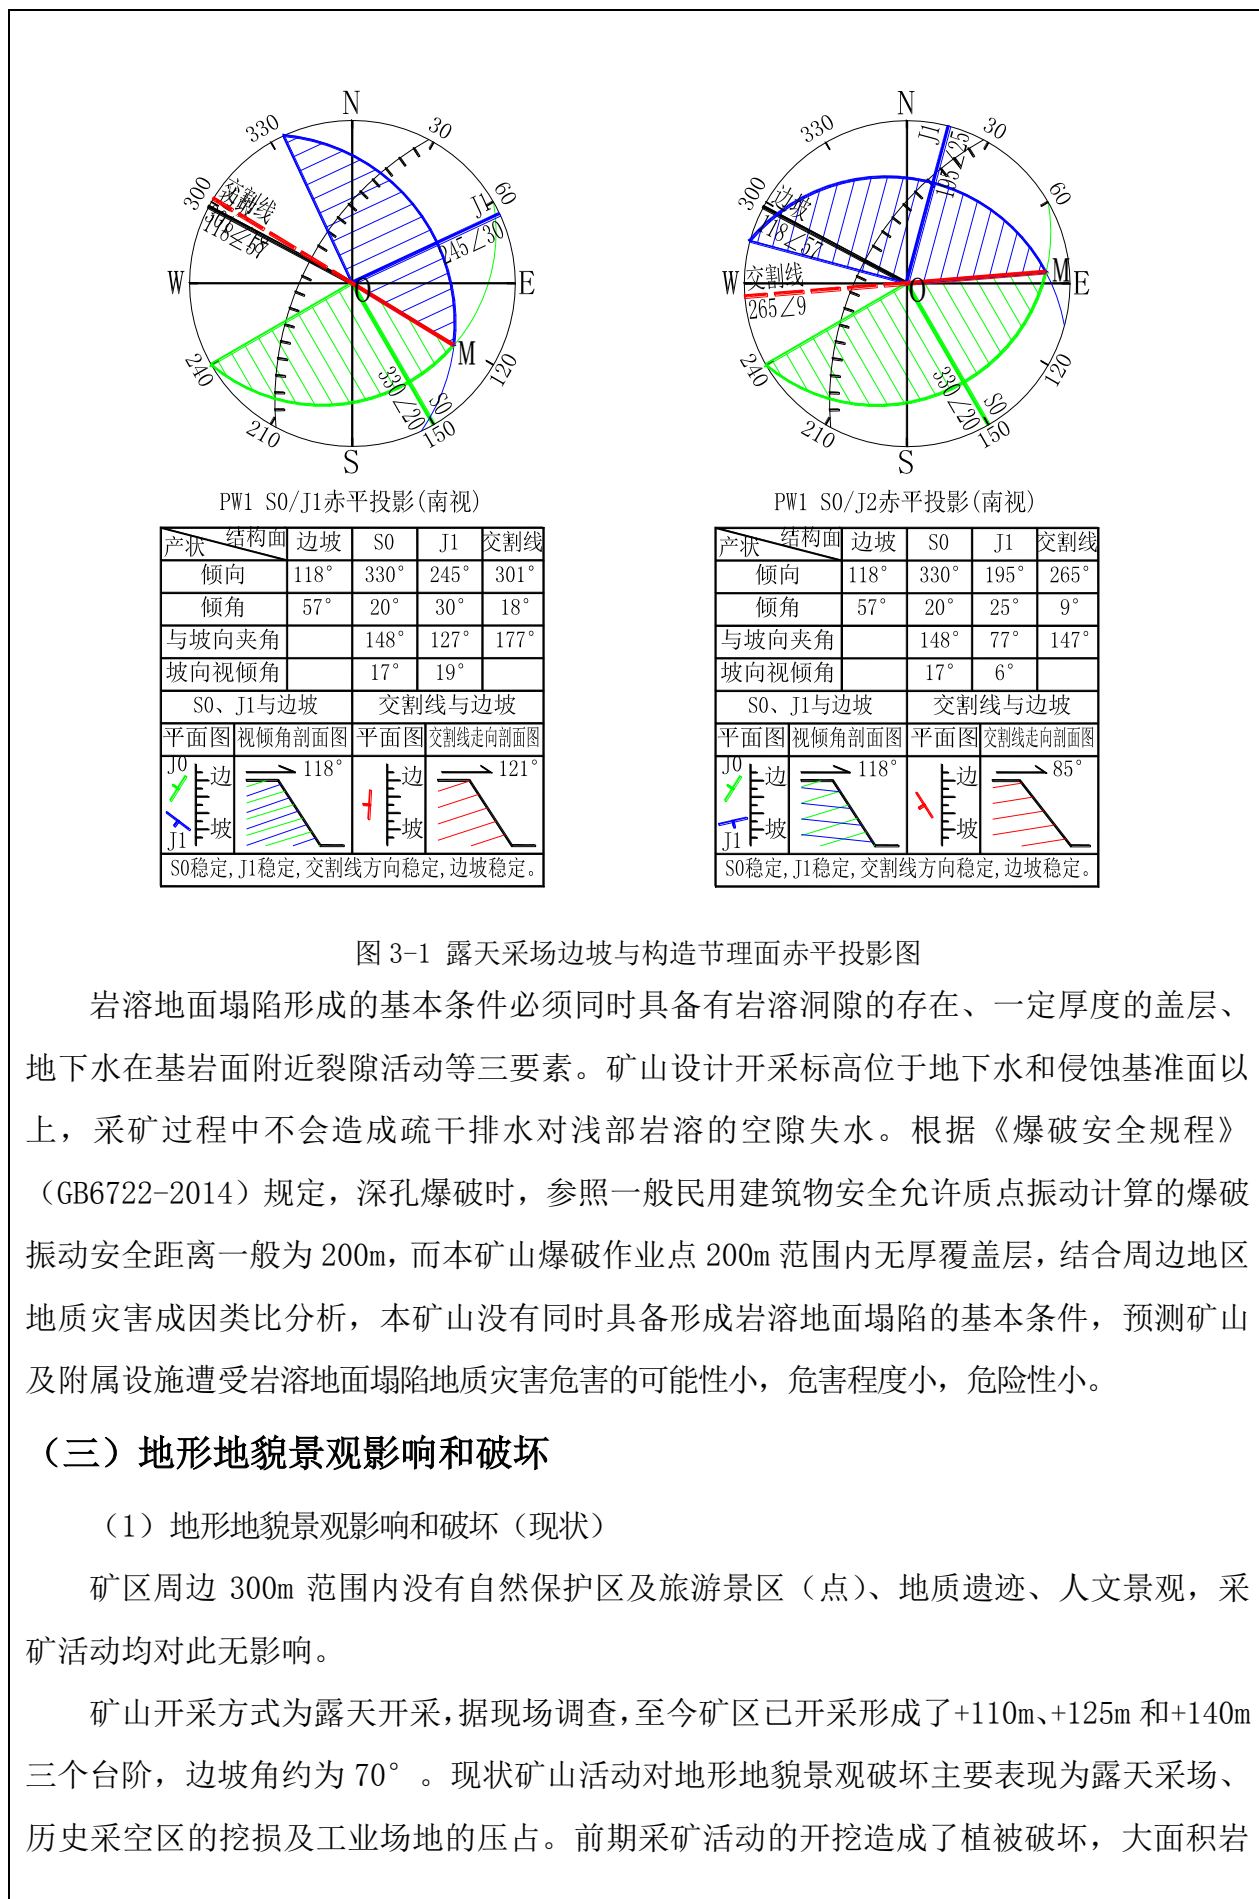 N
330
30
300
60
交割线
边坡
118∠57
J1
245∠30
W
O
E
M
240
120
330∠20
S0
210
150
S
PW1 S0/J1赤平投影(南视)
产状 结构面 边坡 S0 J1 交割线
倾向 118° 330° 245° 301°
倾角 57° 20° 30° 18°
与坡向夹角 148° 127° 177°
坡向视倾角 17° 19°
S0、J1与边坡 交割线与边坡
平面图 视倾角剖面图 平面图 交割线走向剖面图
J0 边 118° 边 121°
J1 坡 坡
S0稳定,J1稳定,交割线方向稳定,边坡稳定。
N
330
J1
195∠25
30
300
60
边坡
118∠57
W
交割线
265∠9
O
M
E
240
120
330∠20
S0
210
150
S
PW1 S0/J2赤平投影(南视)
产状 结构面 边坡 S0 J1 交割线
倾向 118° 330° 195° 265°
倾角 57° 20° 25° 9°
与坡向夹角 148° 77° 147°
坡向视倾角 17° 6°
S0、J1与边坡 交割线与边坡
平面图 视倾角剖面图 平面图 交割线走向剖面图
J0 边 118° 边 85°
J1 坡 坡
S0稳定,J1稳定,交割线方向稳定,边坡稳定。
图 3-1 露天采场边坡与构造节理面赤平投影图
岩溶地面塌陷形成的基本条件必须同时具备有岩溶洞隙的存在、一定厚度的盖层、
地下水在基岩面附近裂隙活动等三要素。矿山设计开采标高位于地下水和侵蚀基准面以
上，采矿过程中不会造成疏干排水对浅部岩溶的空隙失水。根据《爆破安全规程》
（GB6722-2014）规定，深孔爆破时，参照一般民用建筑物安全允许质点振动计算的爆破
振动安全距离一般为 200m，而本矿山爆破作业点 200m 范围内无厚覆盖层，结合周边地区
地质灾害成因类比分析，本矿山没有同时具备形成岩溶地面塌陷的基本条件，预测矿山
及附属设施遭受岩溶地面塌陷地质灾害危害的可能性小，危害程度小，危险性小。
（三）地形地貌景观影响和破坏
（1）地形地貌景观影响和破坏（现状）
矿区周边 300m 范围内没有自然保护区及旅游景区（点）、地质遗迹、人文景观，采
矿活动均对此无影响。
矿山开采方式为露天开采，据现场调查，至今矿区已开采形成了+110m、+125m 和+140m
三个台阶，边坡角约为 70°。现状矿山活动对地形地貌景观破坏主要表现为露天采场、
历史采空区的挖损及工业场地的压占。前期采矿活动的开挖造成了植被破坏，大面积岩